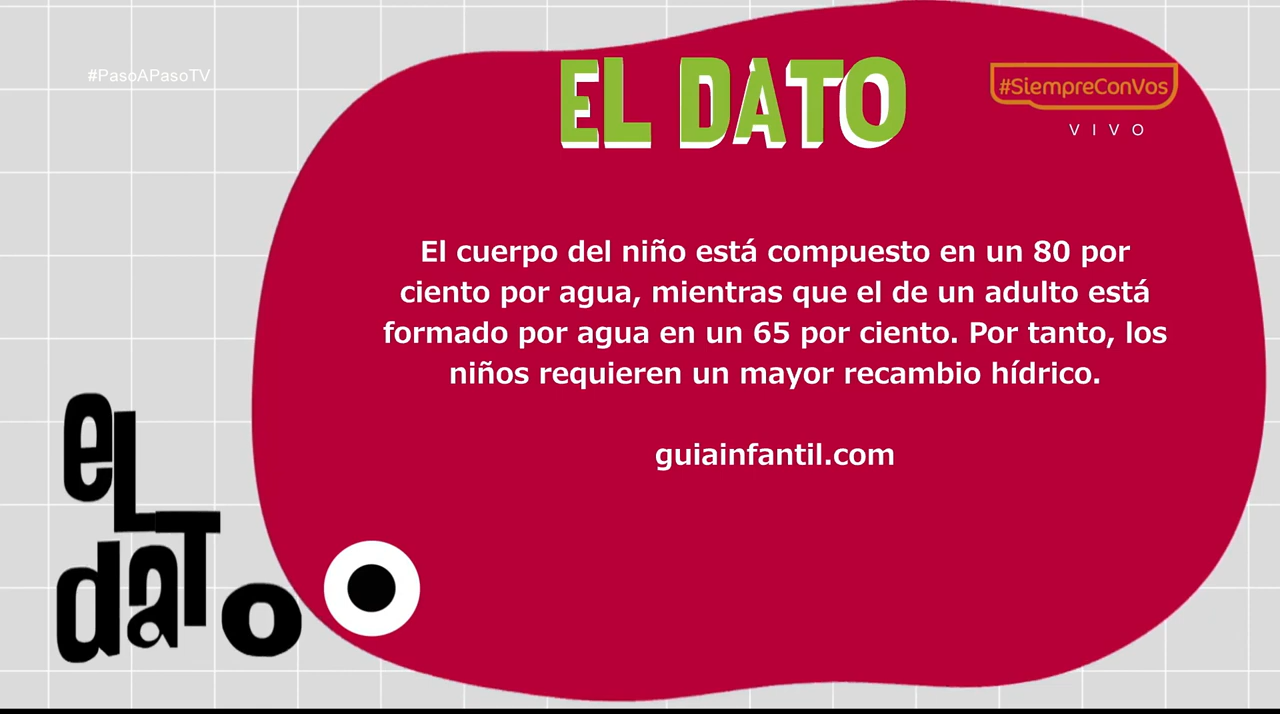 #PasoAPasoTV
EL DATO
#SiempreConVos
VIVO
El cuerpo del niño está compuesto en un 80 por
ciento por agua, mientras que el de un adulto está
formado por agua en un 65 por ciento. Por tanto, los
niños requieren un mayor recambio hídrico.
guiainfantil.com
eL
daTo